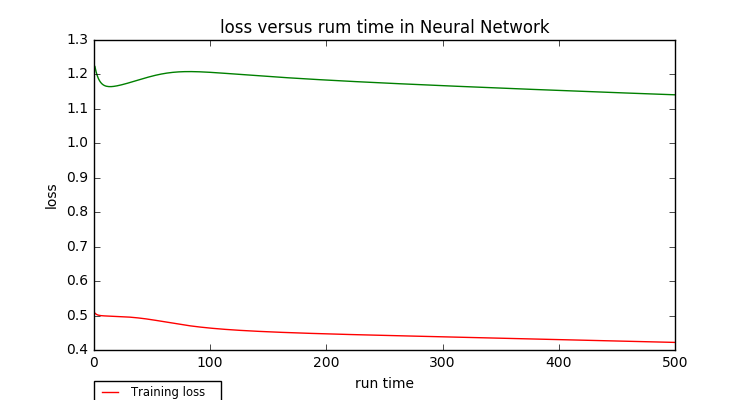 loss versus rum time in Neural Network
1.3
1.2
1.1
1.0
0.9
0.8
0.7
0.6
0.5
0.4
loss
0 100 200 300 400 500
run time
Training loss